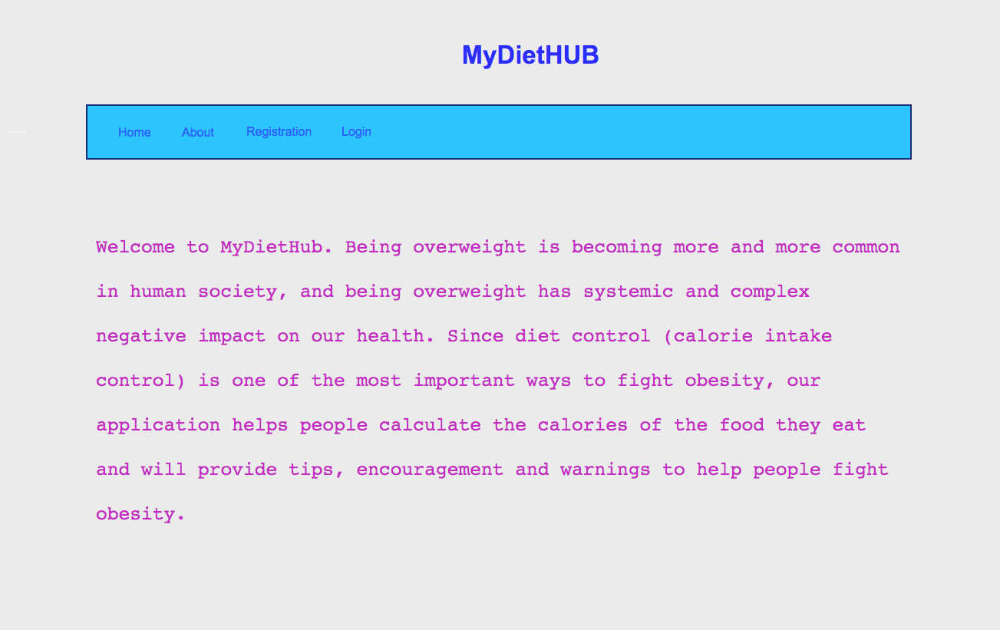 MyDietHUB
Home About Registration Login
Welcome to MyDietHub. Being overweight is becoming more and more common
in human society, and being overweight has systemic and complex
negative impact on our health. Since diet control (calorie intake
control) is one of the most important ways to fight obesity, our
application helps people calculate the calories of the food they eat
and will provide tips, encouragement and warnings to help people fight
obesity.